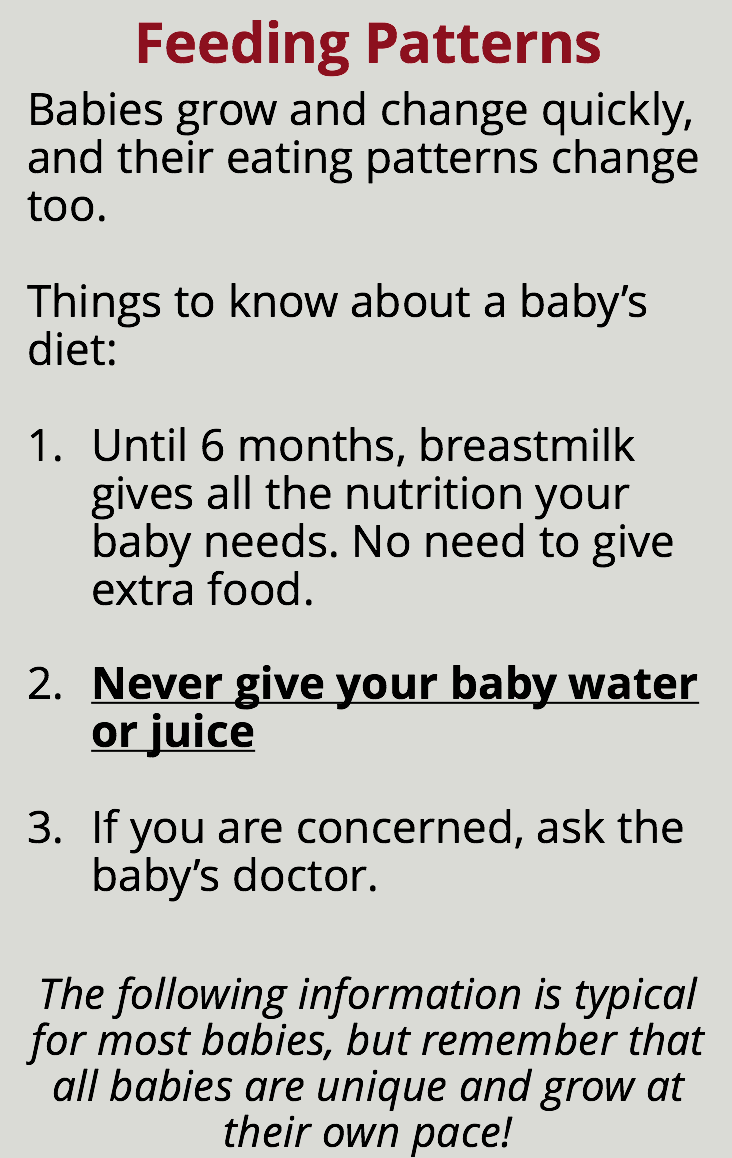 Feeding Patterns
Babies grow and change quickly,
and their eating patterns change
too.
Things to know about a baby’s
diet:
1. Until 6 months, breastmilk
gives all the nutrition your
baby needs. No need to give
extra food.
2. Never give your baby water
or juice
3. If you are concerned, ask the
baby’s doctor.
The following information is typical
for most babies, but remember that
all babies are unique and grow at
their own pace!